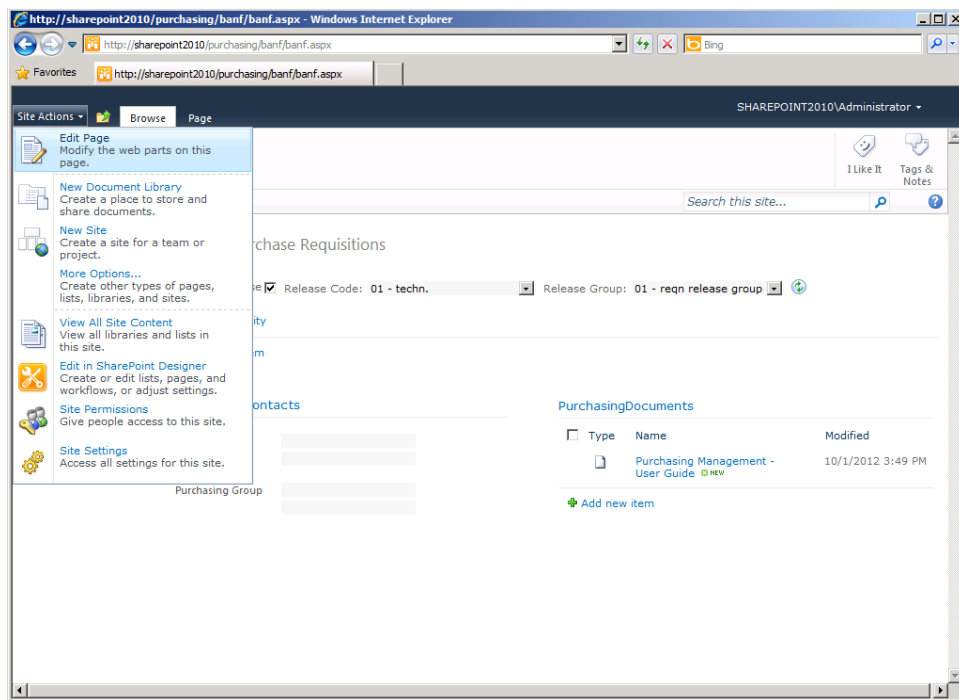 http://sharepoint2010/purchasing/banf/banf.aspx - Windows Internet Explorer
http://sharepoint2010/purchasing/banf/banf.aspx
Bing
Favorites
http://sharepoint2010/purchasing/banf/banf.aspx
SHAREPOINT2010\Administrator
Site Actions
Browse
Page
Edit Page
Modify the web parts on this
page.
I Like It
Tags &
Notes
New Document Library
Create a place to store and
share documents.
Search this site...
New Site
Create a site for a team or
project.
rchase Requisitions
More Options...
Create other types of pages,
lists, libraries, and sites.
se
Release Code: 01 - techn.
Release Group: 01 - reqn release group
View All Site Content
View all libraries and lists in
this site.
ity
em
Edit in SharePoint Designer
Create or edit lists, pages, and
workflows, or adjust settings.
Site Permissions
Give people access to this site.
Site Settings
Access all settings for this site.
ontacts
Purchasing Group
PurchasingDocuments
Type
Name
Modified
Purchasing Management -
User Guide NEW
10/1/2012 3:49 PM
Add new item